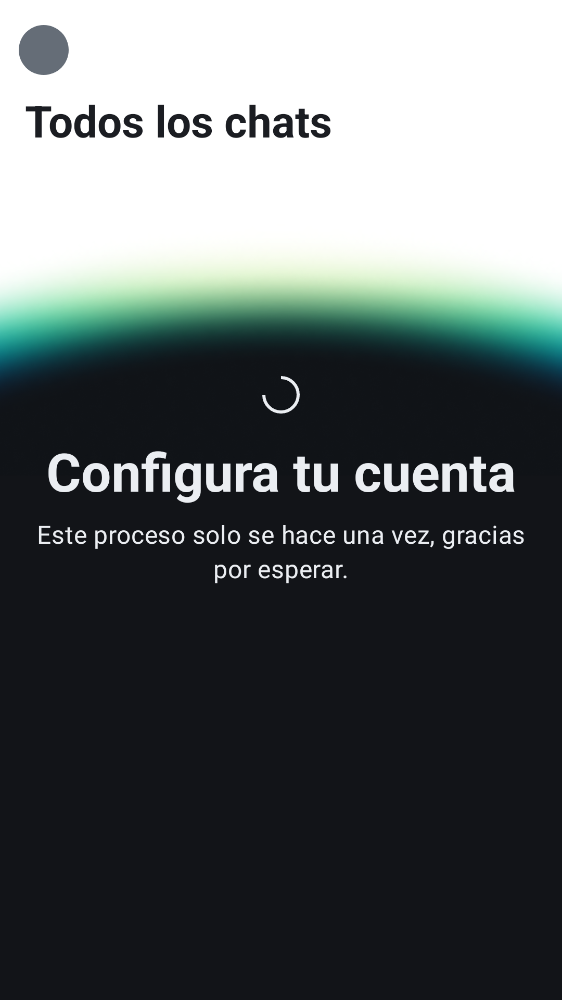 Todos los chats
Configura tu cuenta
Este proceso solo se hace una vez, gracias
por esperar.